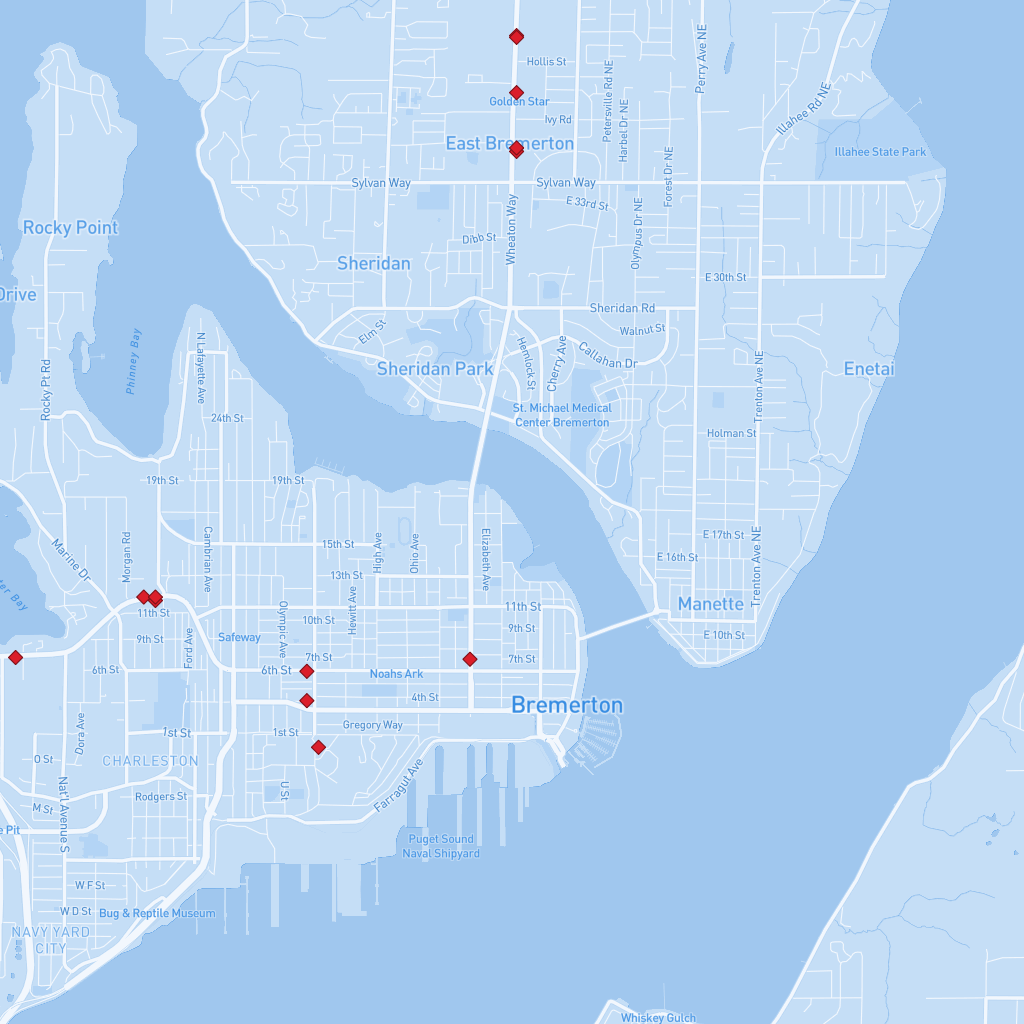 Hollis St
Golden Star
Ivy Rd
Petersville Rd NE
Harbel Dr NE
Perry Ave NE
Illahee Rd NE
East Bremerton
Illahee State Park
Forest Dr NE
Sylvan Way
Sylvan Way
E 33rd St
Wheaton Way
Olympus Dr NE
Rocky Point
Dibb St
Sheridan
E 30th St
Drive
Sheridan Rd
Elm St
Walnut St
Phinney Bay
N Lafayette Ave
Hemlock St
Cherry Ave
Callahan Dr
Sheridan Park
Enetai
Rocky Pt Rd
Trenton Ave NE
St. Michael Medical
Center Bremerton
24th St
Holman St
19th St
19th St
Marine Dr
Morgan Rd
Cambrian Ave
15th St
High Ave
Ohio Ave
Elizabeth Ave
E 17th St
E 16th St
Trenton Ave NE
13th St
Hewitt Ave
11th St
11th St
Manette
Olympic Ave
10th St
9th St
9th St
Ford Ave
Safeway
E 10th St
7th St
7th St
6th St
6th St
Noahs Ark
4th St
Bremerton
Dora Ave
1st St
1st St
Gregory Way
O St
CHARLESTON
Farragut Ave
M St
Nat'l Avenue S
Rodgers St
U St
e Pit
Puget Sound
Naval Shipyard
W F St
W D St
Bug & Reptile Museum
NAVY YARD
CITY
Whiskey Gulch